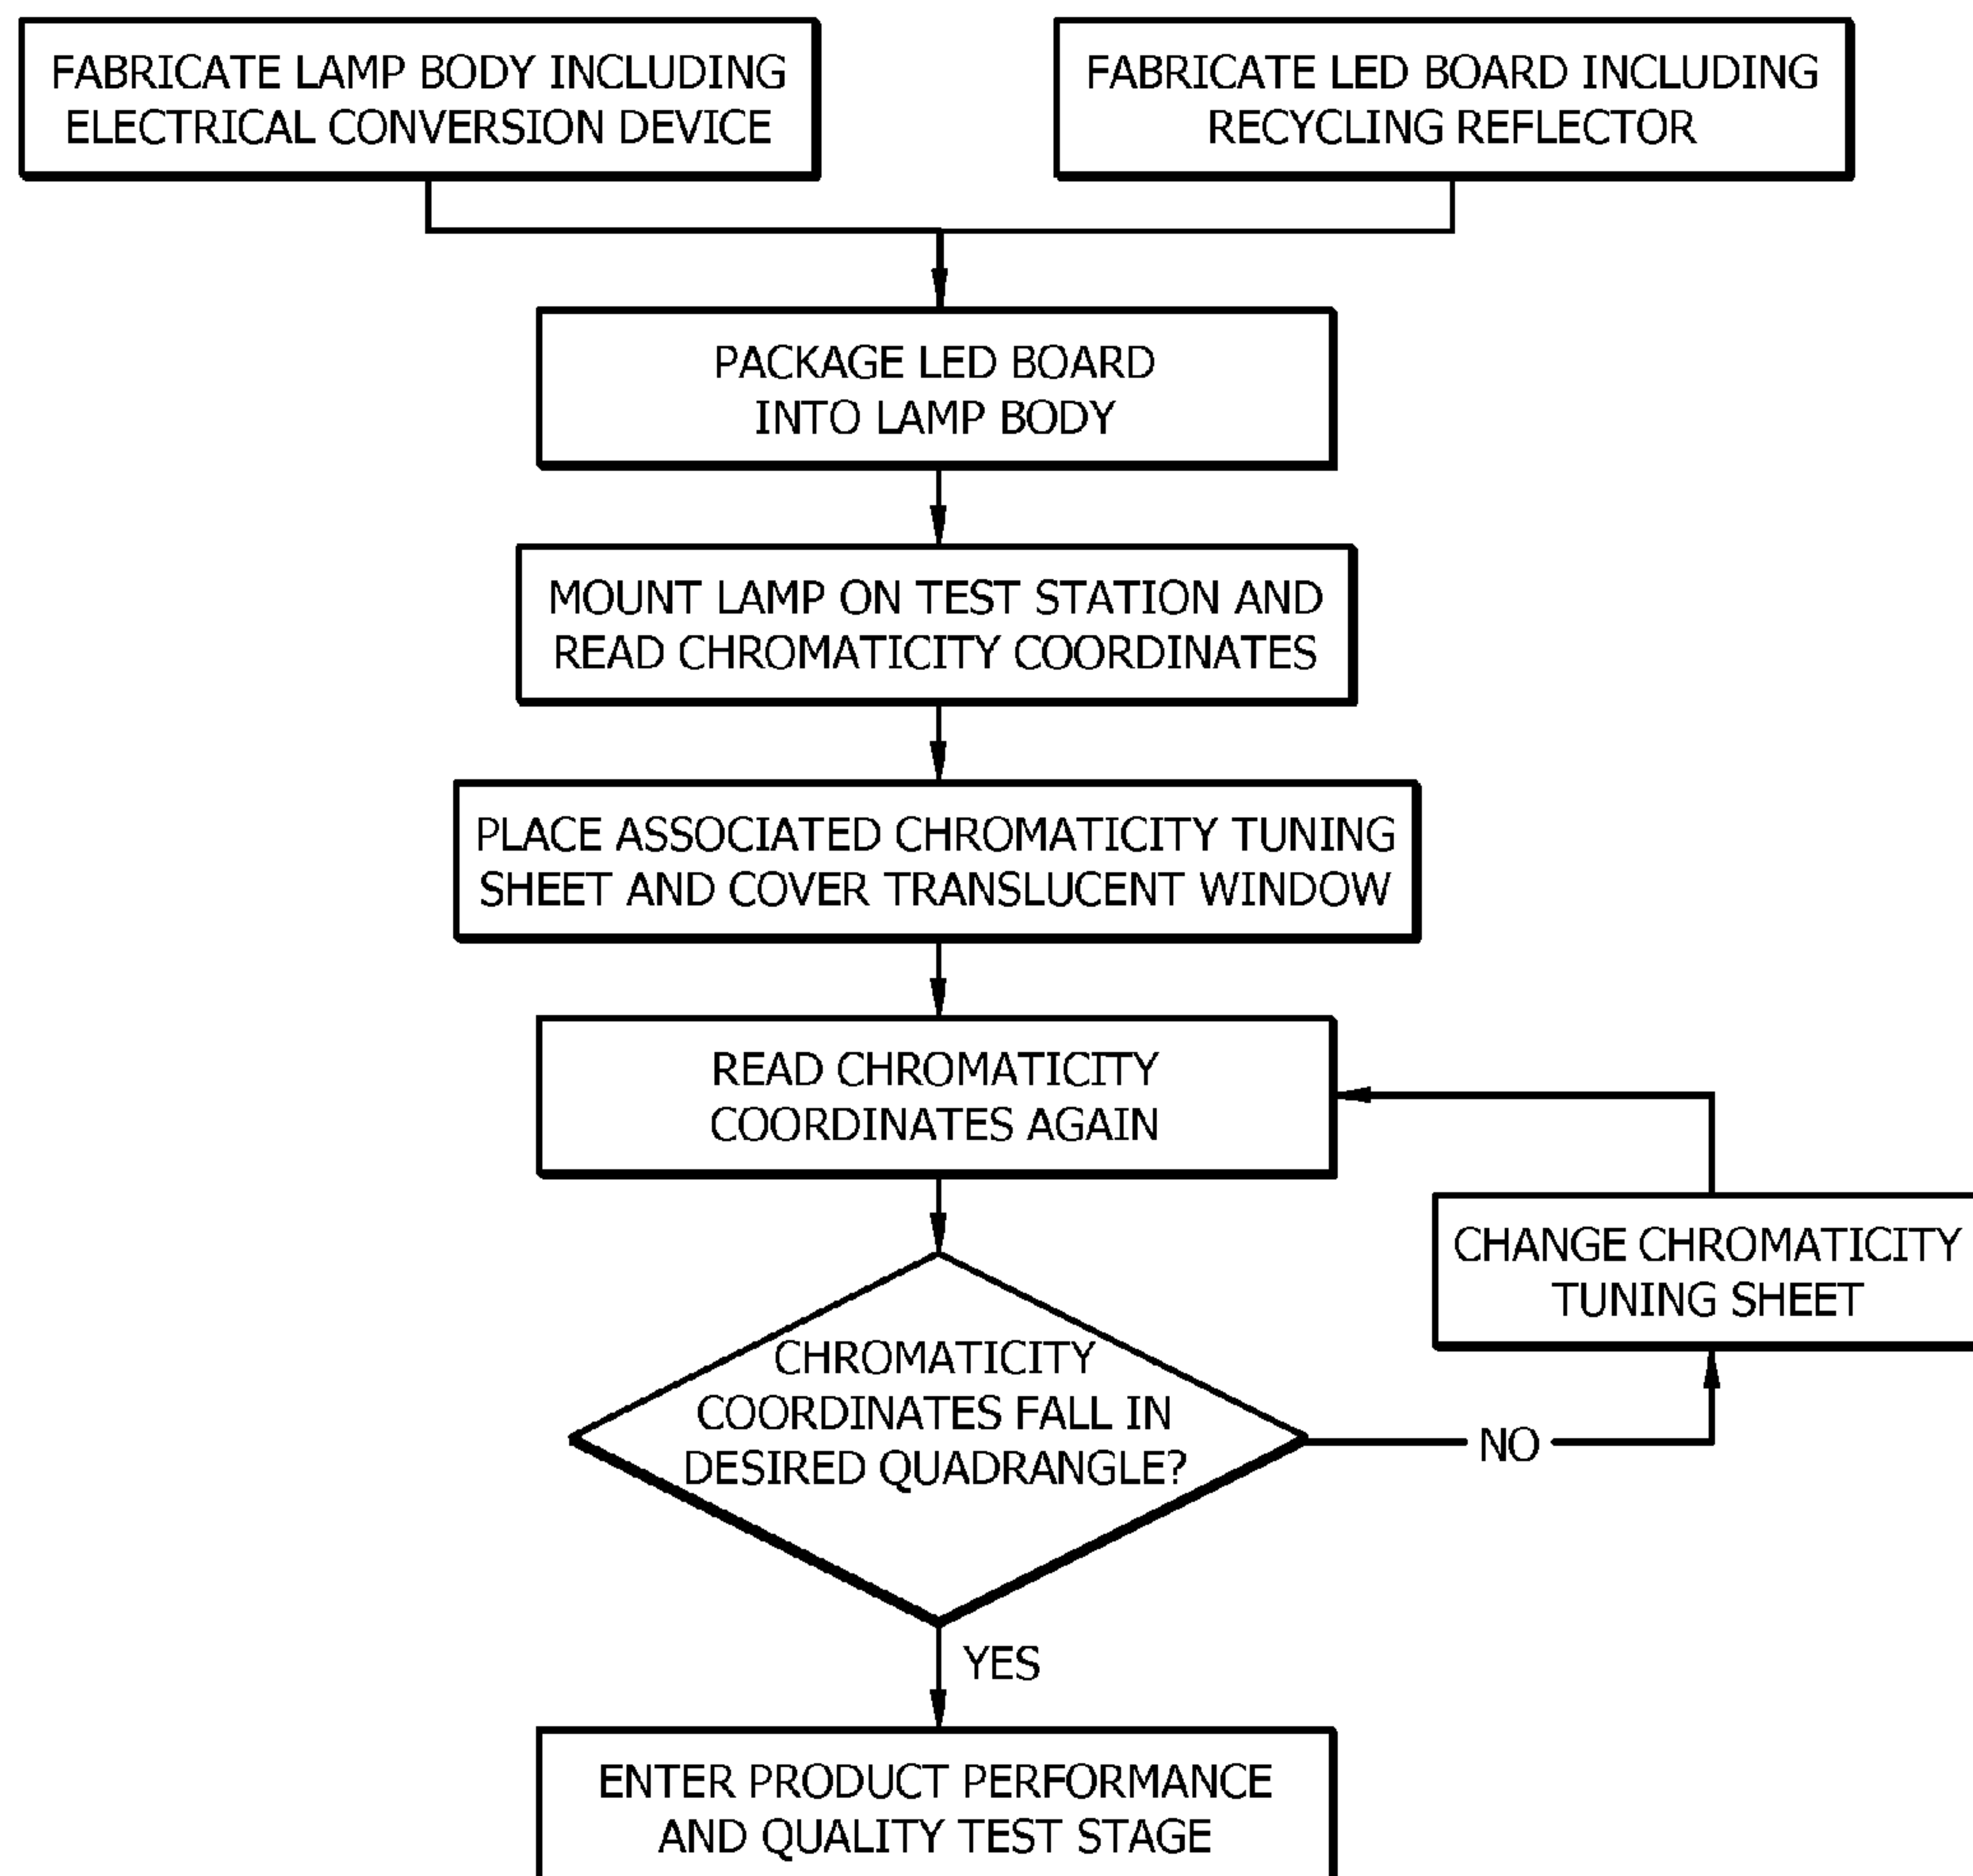 FABRICATE LAMP BODY INCLUDING
ELECTRICAL CONVERSION DEVICE
FABRICATE LED BOARD INCLUDING
RECYCLING REFLECTOR
PACKAGE LED BOARD
INTO LAMP BODY
MOUNT LAMP ON TEST STATION AND
READ CHROMATICITY COORDINATES
PLACE ASSOCIATED CHROMATICITY TUNING
SHEET AND COVER TRANSLUCENT WINDOW
READ CHROMATICITY
COORDINATES AGAIN
CHANGE CHROMATICITY
TUNING SHEET
CHROMATICITY
COORDINATES FALL IN
DESIRED QUADRANGLE?
NO
YES
ENTER PRODUCT PERFORMANCE
AND QUALITY TEST STAGE